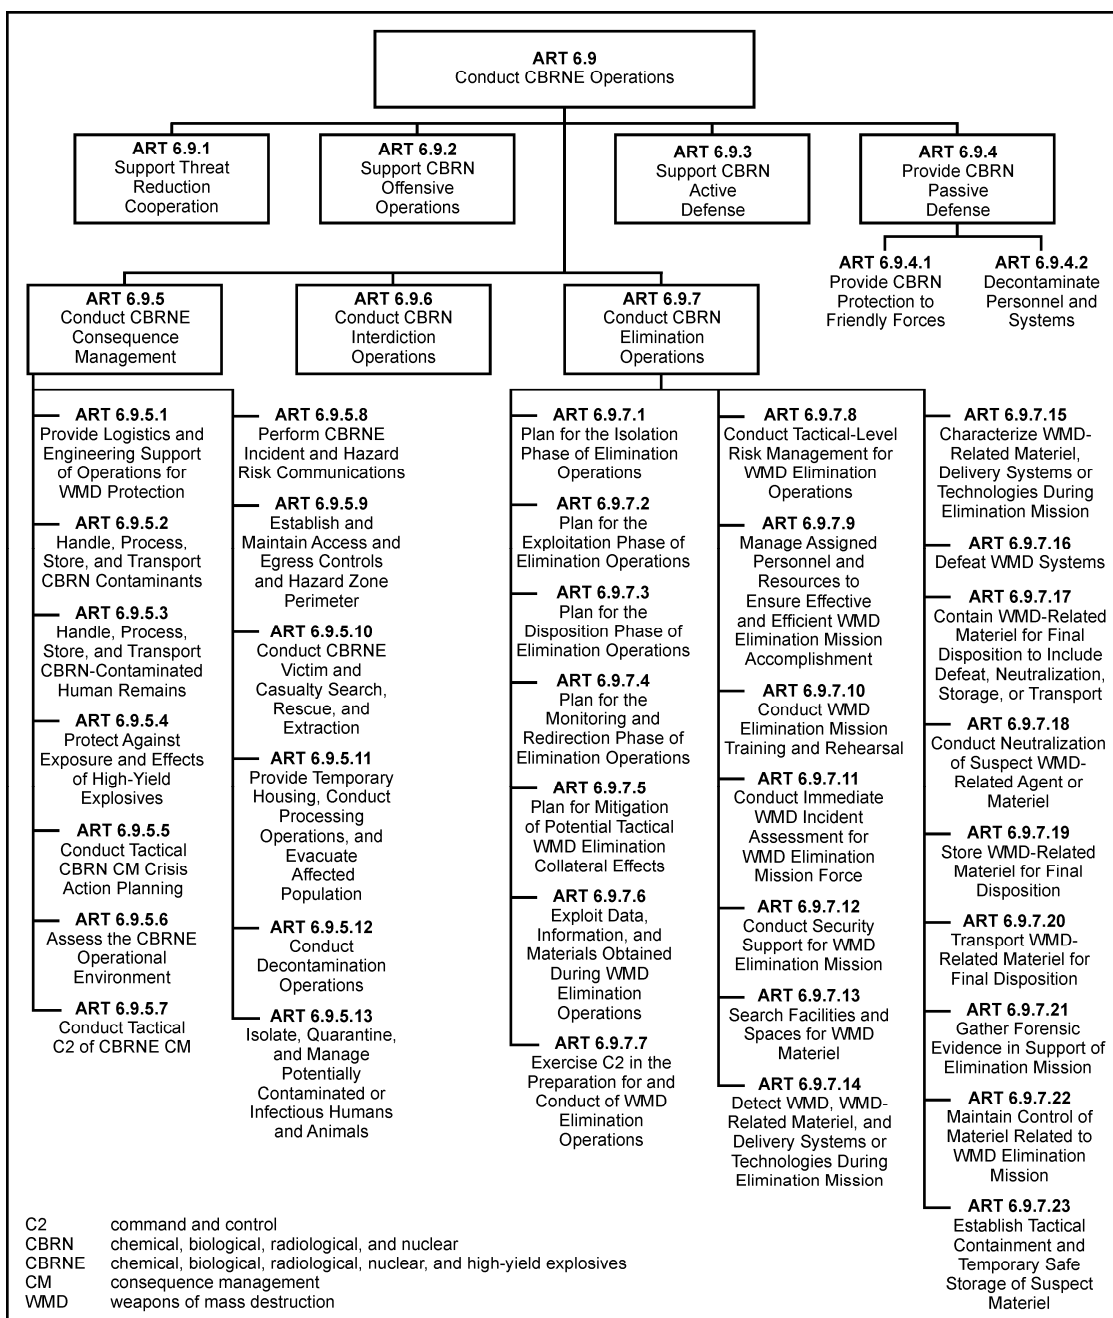 ART 6.9
Conduct CBRNE Operations
ART 6.9.1
Support Threat
Reduction
Cooperation
ART 6.9.2
Support CBRN
Offensive
Operations
ART 6.9.3
Support CBRN
Active
Defense
ART 6.9.4
Provide CBRN
Passive
Defense
ART 6.9.4.1
Provide CBRN
Protection to
Friendly Forces
ART 6.9.4.2
Decontaminate
Personnel and
Systems
ART 6.9.5
Conduct CBRNE
Consequence
Management
ART 6.9.6
Conduct CBRN
Interdiction
Operations
ART 6.9.7
Conduct CBRN
Elimination
Operations
ART 6.9.5.1
Provide Logistics and
Engineering Support
of Operations for
WMD Protection
ART 6.9.5.2
Handle, Process,
Store, and Transport
CBRN Contaminants
ART 6.9.5.3
Handle, Process,
Store, and Transport
CBRN-Contaminated
Human Remains
ART 6.9.5.4
Protect Against
Exposure and Effects
of High-Yield
Explosives
ART 6.9.5.5
Conduct Tactical
CBRN CM Crisis
Action Planning
ART 6.9.5.6
Assess the CBRNE
Operational
Environment
ART 6.9.5.7
Conduct Tactical
C2 of CBRNE CM
ART 6.9.5.8
Perform CBRNE
Incident and Hazard
Risk Communications
ART 6.9.5.9
Establish and
Maintain Access and
Egress Controls
and Hazard Zone
Perimeter
ART 6.9.5.10
Conduct CBRNE
Victim and
Casualty Search,
Rescue, and
Extraction
ART 6.9.5.11
Provide Temporary
Housing, Conduct
Processing
Operations, and
Evacuate
Affected
Population
ART 6.9.5.12
Conduct
Decontamination
Operations
ART 6.9.5.13
Isolate, Quarantine,
and Manage
Potentially
Contaminated or
Infectious Humans
and Animals
ART 6.9.7.1
Plan for the Isolation
Phase of Elimination
Operations
ART 6.9.7.2
Plan for the
Exploitation Phase of
Elimination Operations
ART 6.9.7.3
Plan for the
Disposition Phase of
Elimination Operations
ART 6.9.7.4
Plan for the
Monitoring and
Redirection Phase of
Elimination Operations
ART 6.9.7.5
Plan for Mitigation
of Potential Tactical
WMD Elimination
Collateral Effects
ART 6.9.7.6
Exploit Data,
Information, and
Materials Obtained
During WMD
Elimination
Operations
ART 6.9.7.7
Exercise C2 in the
Preparation for and
Conduct of WMD
Elimination
Operations
ART 6.9.7.8
Conduct Tactical-Level
Risk Management for
WMD Elimination
Operations
ART 6.9.7.9
Manage Assigned
Personnel and
Resources to
Ensure Effective
and Efficient WMD
Elimination Mission
Accomplishment
ART 6.9.7.10
Conduct WMD
Elimination Mission
Training and Rehearsal
ART 6.9.7.11
Conduct Immediate
WMD Incident
Assessment for
WMD Elimination
Mission Force
ART 6.9.7.12
Conduct Security
Support for WMD
Elimination Mission
ART 6.9.7.13
Search Facilities and
Spaces for WMD
Materiel
ART 6.9.7.14
Detect WMD, WMD-
Related Materiel, and
Delivery Systems or
Technologies During
Elimination Mission
ART 6.9.7.15
Characterize WMD-
Related Materiel,
Delivery Systems or
Technologies During
Elimination Mission
ART 6.9.7.16
Defeat WMD Systems
ART 6.9.7.17
Contain WMD-Related
Materiel for Final
Disposition to Include
Defeat, Neutralization,
Storage, or Transport
ART 6.9.7.18
Conduct Neutralization
of Suspect WMD-
Related Agent or
Materiel
ART 6.9.7.19
Store WMD-Related
Materiel for Final
Disposition
ART 6.9.7.20
Transport WMD-
Related Materiel for
Final Disposition
ART 6.9.7.21
Gather Forensic
Evidence in Support of
Elimination Mission
ART 6.9.7.22
Maintain Control of
Materiel Related to
WMD Elimination
Mission
ART 6.9.7.23
Establish Tactical
Containment and
Temporary Safe
Storage of Suspect
Materiel
C2 command and control
CBRN chemical, biological, radiological, and nuclear
CBRNE chemical, biological, radiological, nuclear, and high-yield explosives
CM consequence management
WMD weapons of mass destruction